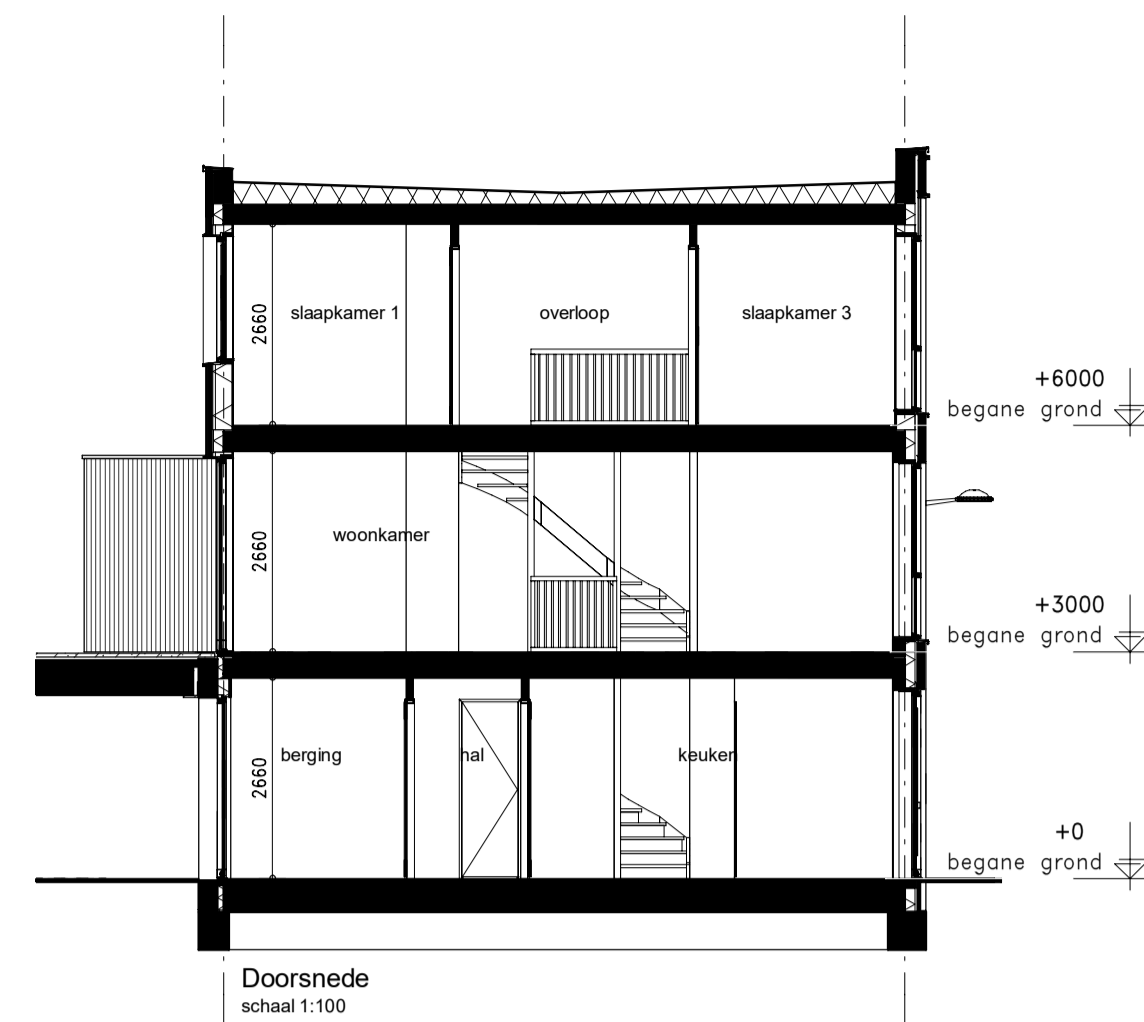 slaapkamer 1
overloop
slaapkamer 3
2660
+6000
begane grond
woonkamer
2660
+3000
begane grond
berging
hal
keuken
2660
+0
begane grond
Doorsnede
schaal 1:100